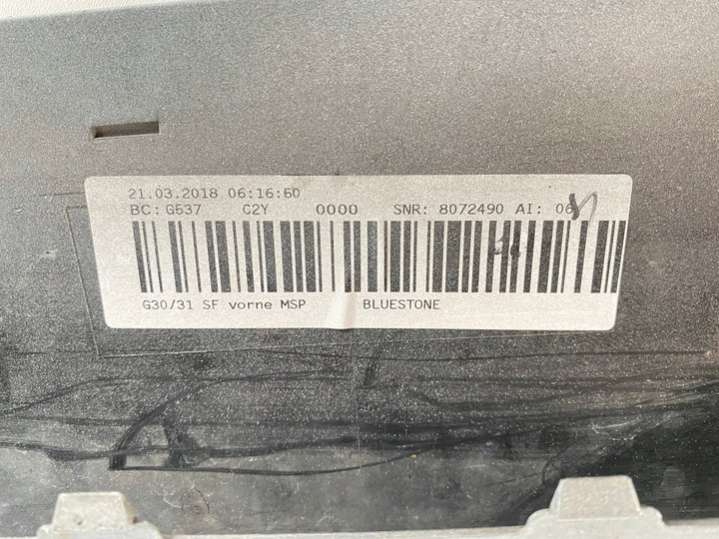 21.03.2018 06:16:50
BC: G537 C2Y 0000 SNR: 8072490 AI: 06
G30/31 SF vorne MSP BLUESTONE